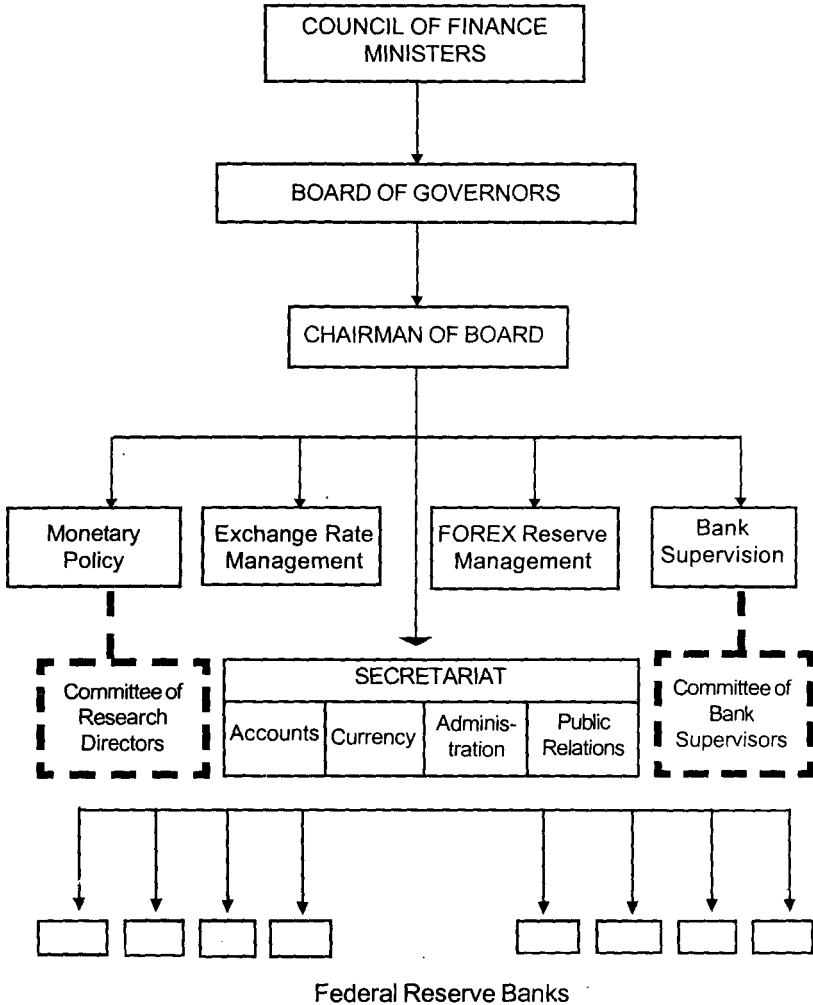 COUNCIL OF FINANCE
MINISTERS
BOARD OF GOVERNORS
CHAIRMAN OF BOARD
Monetary
Policy
Exchange Rate
Management
FOREX Reserve
Management
Bank
Supervision
Committee of
Research
Directors
SECRETARIAT
Accounts
Currency
Adminis-
tration
Public
Relations
Committee of
Bank
Supervisors
Federal Reserve Banks